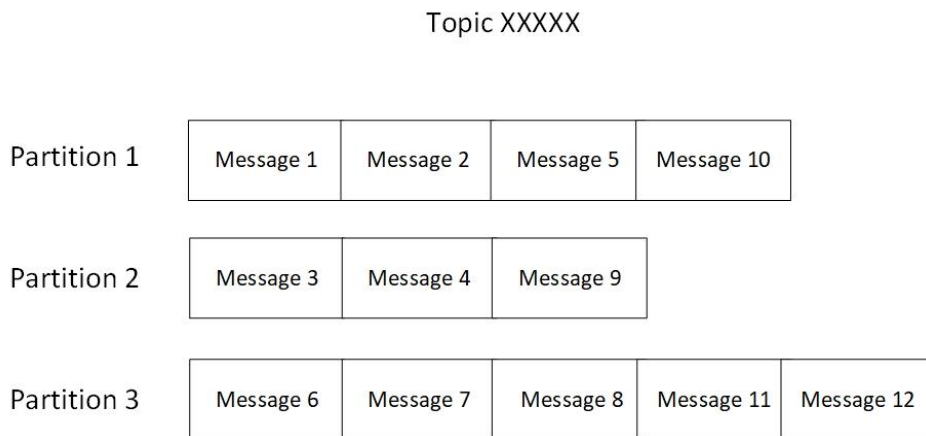 Topic XXXXX
Partition 1 Message 1 Message 2 Message 5 Message 10
Partition 2 Message 3 Message 4 Message 9
Partition 3 Message 6 Message 7 Message 8 Message 11 Message 12